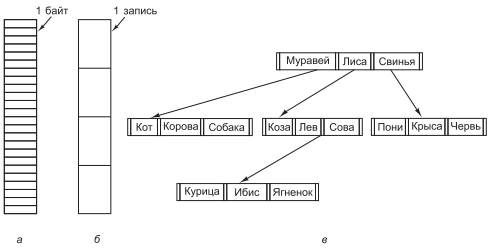 1 байт
1 запись
Муравей Лиса Свинья
Кот Корова Собака
Коза Лев Сова
Пони Крыса Червь
Курица Ибис Ягненок
а
б
в